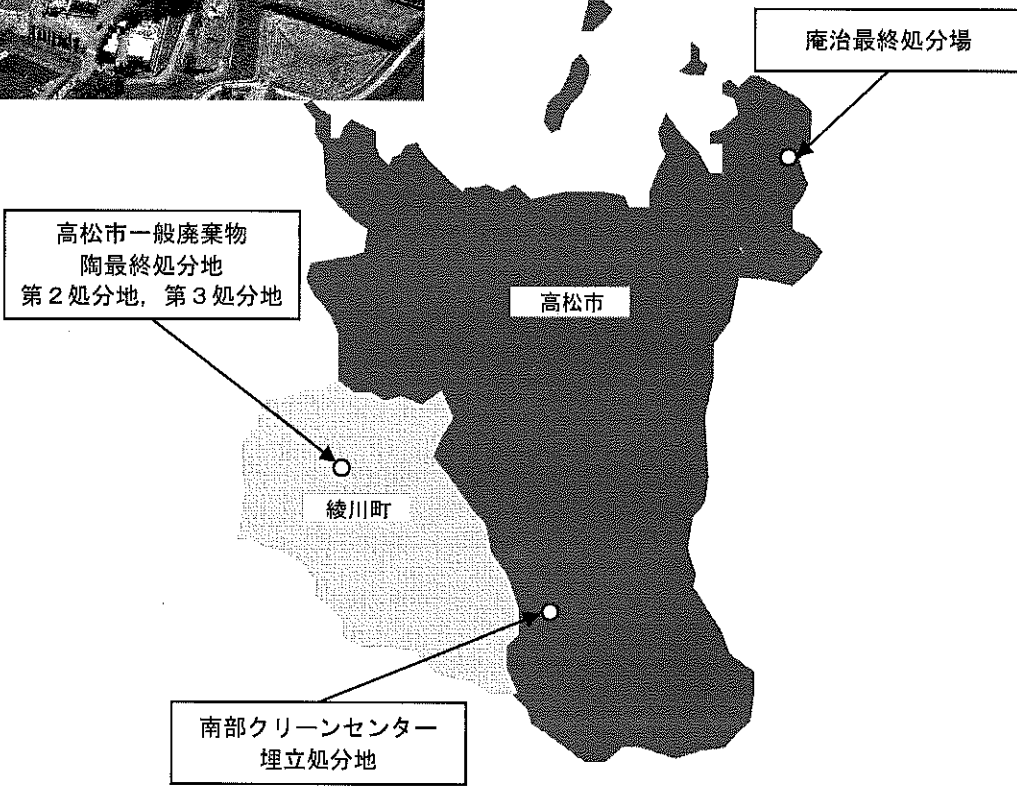 庵治最終処分場
高松市一般廃棄物
陶最終処分地
第２処分地，第３処分地
高松市
綾川町
南部クリーンセンター
埋立処分地